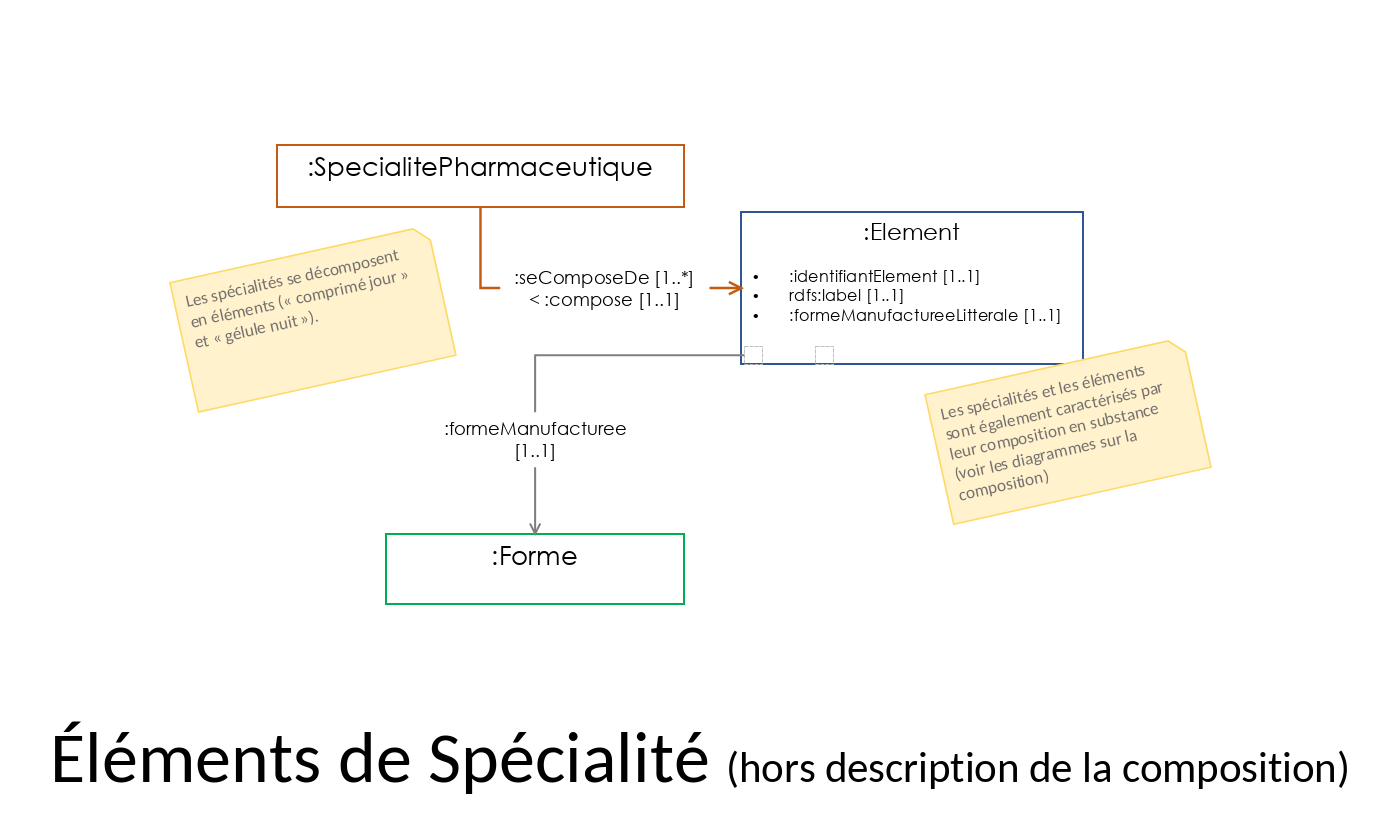 :SpecialitePharmaceutique
:Element
• :identifiantElement [1..1]
• rdfs:label [1..1]
• :formeManufactureeLitterale [1..1]
:seComposeDe [1..*]
< :compose [1..1]
Les spécialités se décomposent
en éléments (« comprimé jour »
et « gélule nuit »).
:formeManufacturee
[1..1]
Les spécialités et les éléments
sont également caractérisés par
leur composition en substance
(voir les diagrammes sur la
composition)
:Forme
Éléments de Spécialité (hors description de la composition)